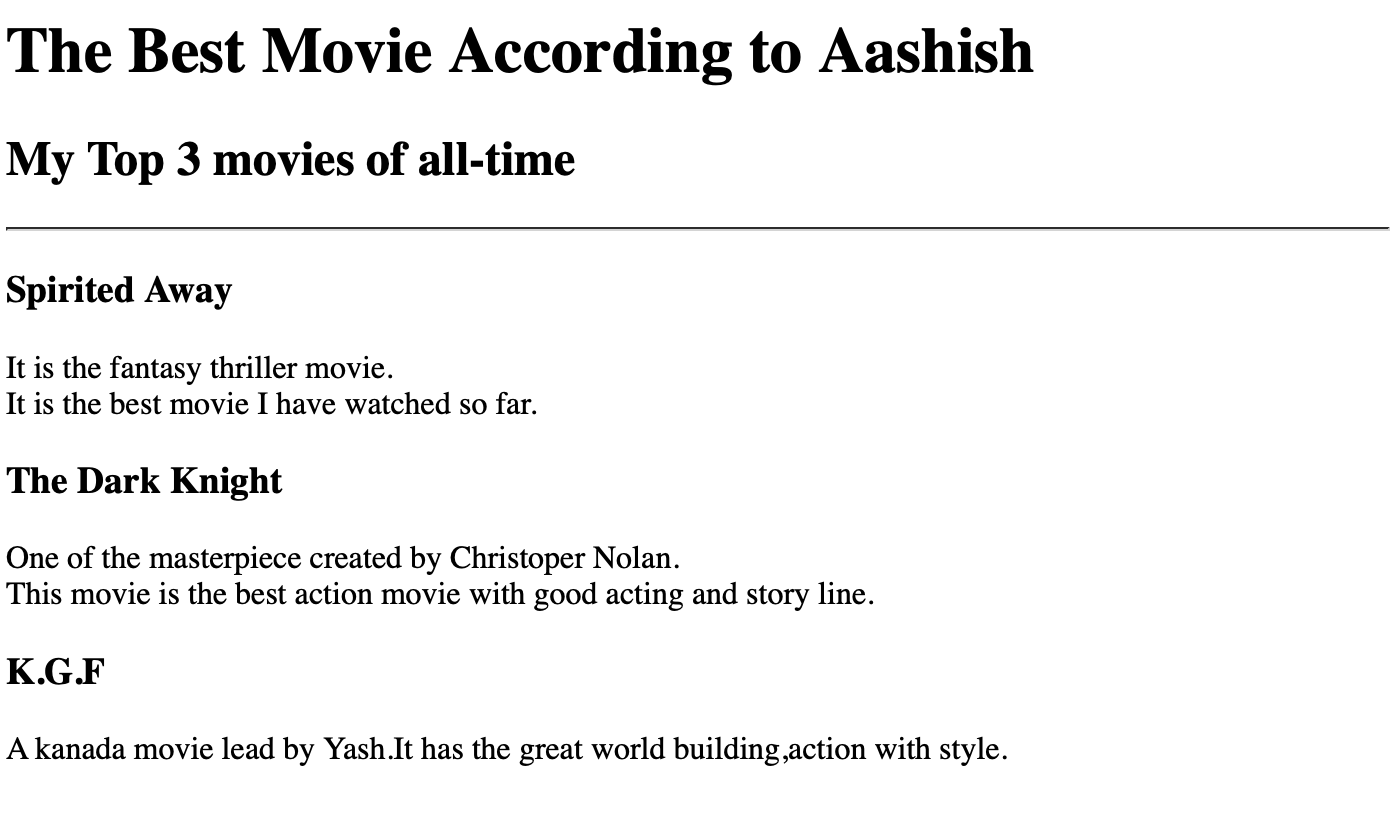 The Best Movie According to Aashish
My Top 3 movies of all-time
Spirited Away
It is the fantasy thriller movie.
It is the best movie I have watched so far.
The Dark Knight
One of the masterpiece created by Christoper Nolan.
This movie is the best action movie with good acting and story line.
K.G.F
A kanada movie lead by Yash.It has the great world building,action with style.